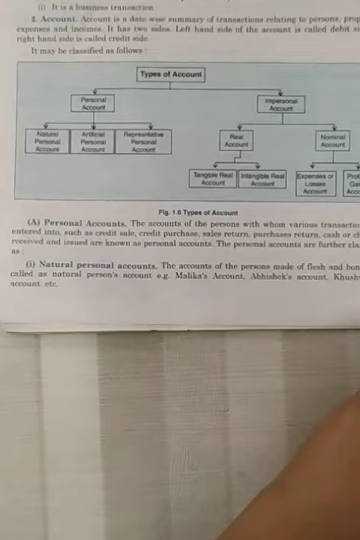 (i) It is a business transaction
2. Account. Account is a date-wise summary of transactions relating to persons,
expenses and incomes. It has two sides. Left hand side of the account is called debit
right hand side is called credit side.
It may be classified as follows :
Types of Account
Personal Account
Impersonal Account
Natural Personal Account
Artificial Personal Account
Representative Personal Account
Real Account
Nominal Account
Tangible Real Account
Intangible Real Account
Expenses or Losses Account
Fig. 1.5 Types of Account
(A) Personal Accounts. The accounts of the persons with whom various
entered into, such as credit sale, credit purchase, sales return, purchases return, cash or
received and issued are known as personal accounts. The personal accounts are further
as :
(i) Natural personal accounts. The accounts of the persons made of flesh and
called as natural person's account e.g. Malika's Account, Abhishek's account,
account etc.